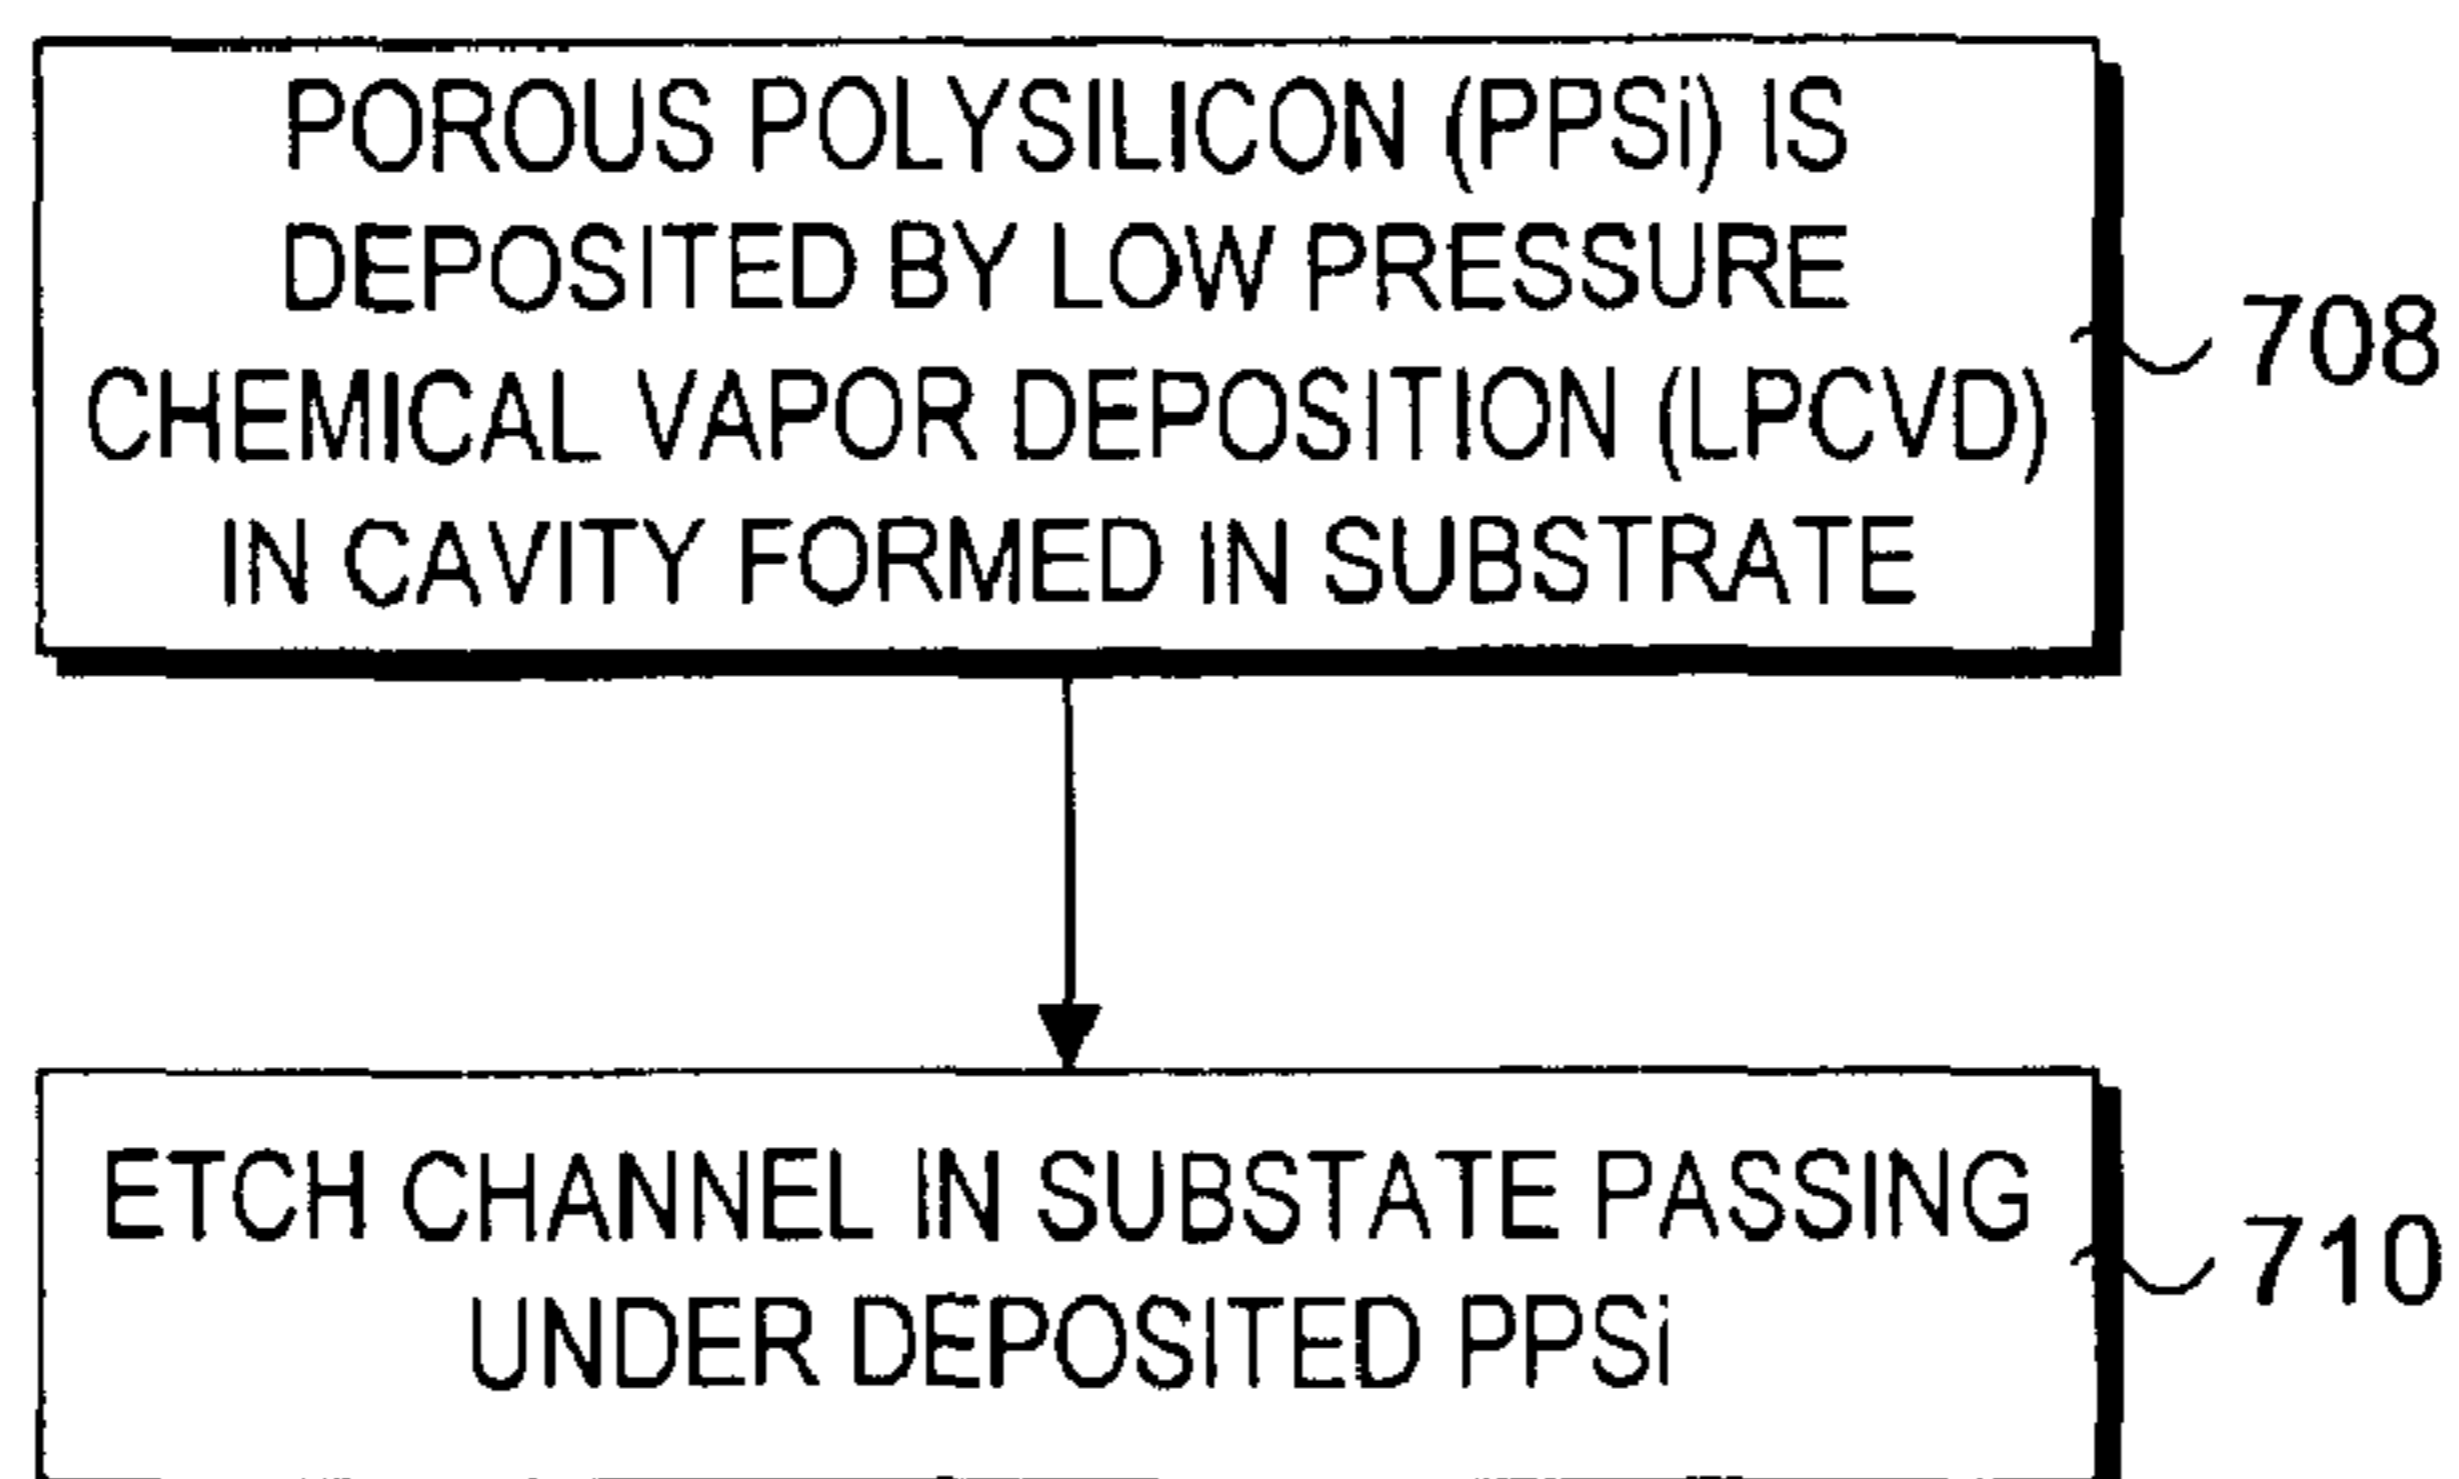 POROUS POLYSILICON (PPSi) IS
DEPOSITED BY LOW PRESSURE
CHEMICAL VAPOR DEPOSITION (LPCVD)
IN CAVITY FORMED IN SUBSTRATE
708
ETCH CHANNEL IN SUBSTATE PASSING
UNDER DEPOSITED PPSi
710